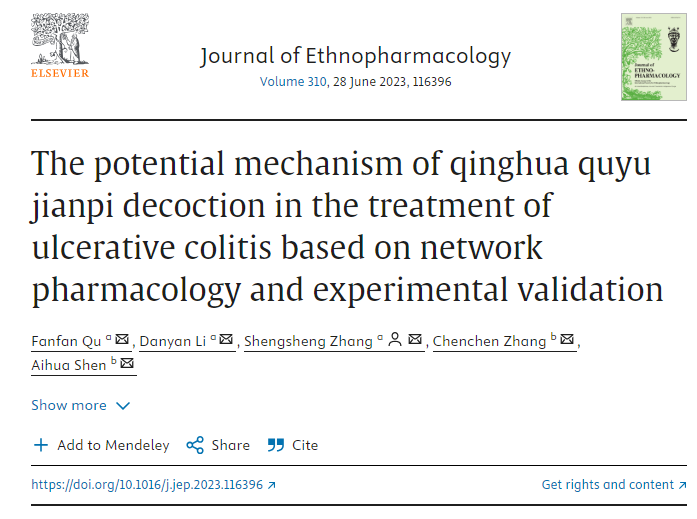 ELSEVIER
Journal of Ethnopharmacology
Volume 310, 28 June 2023, 116396
Journal of
ETHNO-
PHARMACOLOGY
The potential mechanism of qinghua quyu
jianpi decoction in the treatment of
ulcerative colitis based on network
pharmacology and experimental validation
Fanfan Qu a, Danyan Li a, Shengsheng Zhang a, Chenchen Zhang b,
Aihua Shen b
Show more
Add to Mendeley Share Cite
https://doi.org/10.1016/j.jep.2023.116396 Get rights and content